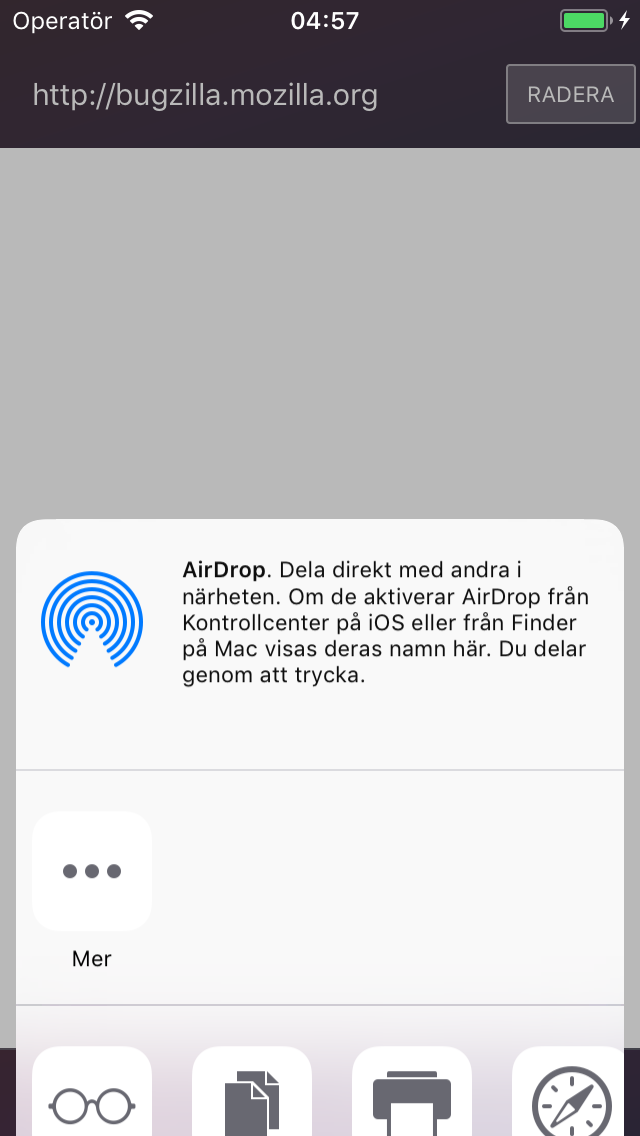 Operatör 04:57
http://bugzilla.mozilla.org RADERA
AirDrop. Dela direkt med andra i
närheten. Om de aktiverar AirDrop från
Kontrollcenter på iOS eller från Finder
på Mac visas deras namn här. Du delar
genom att trycka.
Mer